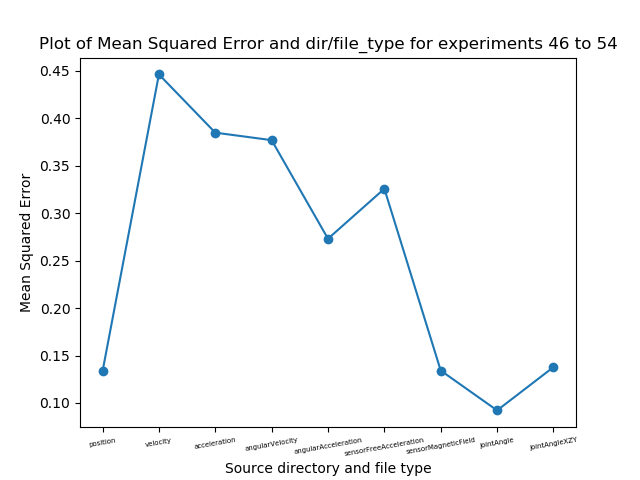 Plot of Mean Squared Error and dir/file_type for experiments 46 to 54
Mean Squared Error
0.45
0.40
0.35
0.30
0.25
0.20
0.15
0.10
position velocity acceleration angularVelocity angularAcceleration sensorFreeAcceleration sensorMagneticField jointAngle jointAngleXZY
Source directory and file type